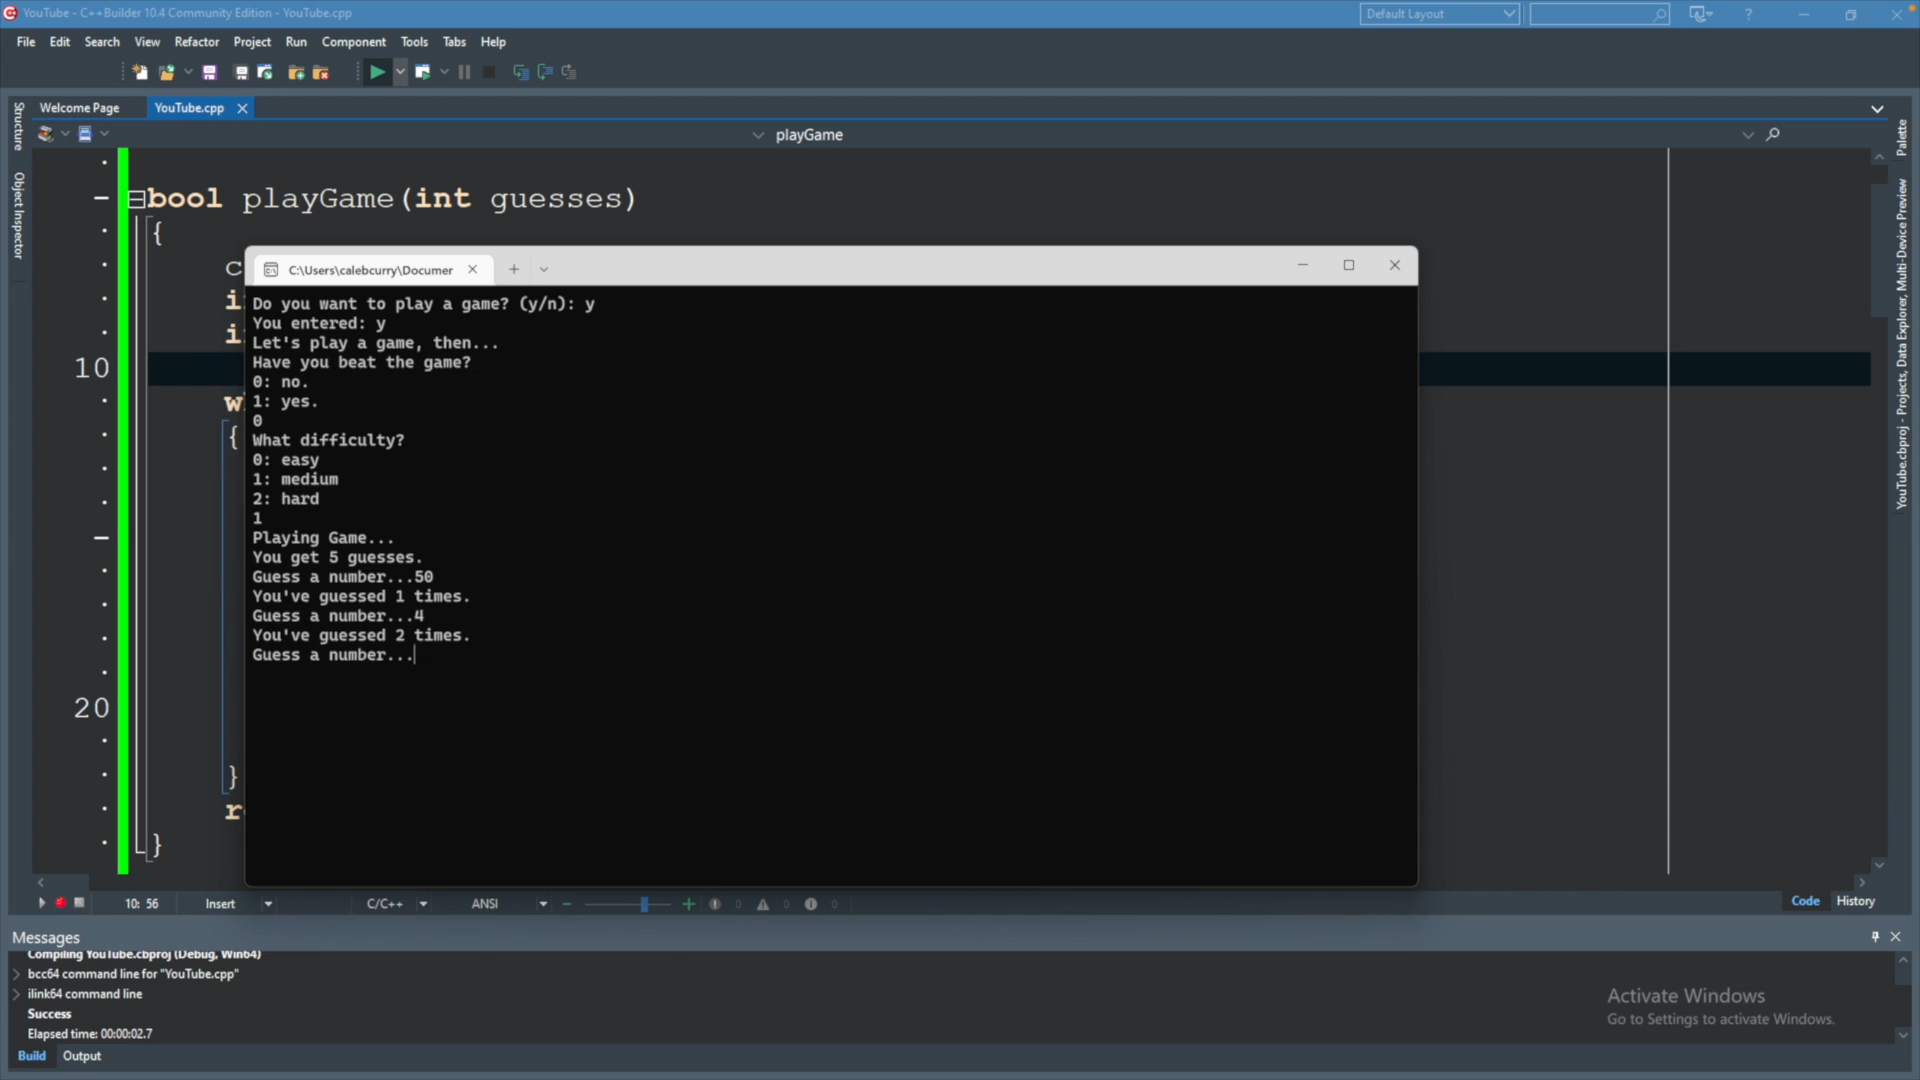 YouTube - C++Builder 10.4 Community Edition - YouTube.cpp
Default Layout
?
File Edit Search View Refactor Project Run Component Tools Tabs Help
Welcome Page YouTube.cpp
playGame
Structure
Object Inspector
Palette
YouTube.cbproj - Projects, Data Explorer, Multi-Device Preview
YouTube.cbproj
bool playGame(int guesses)
{
C:\Users\calebcurry\Documer
Do you want to play a game? (y/n): y
You entered: y
Let's play a game, then...
Have you beat the game?
0: no.
1: yes.
0
What difficulty?
0: easy
1: medium
2: hard
1
Playing Game...
You get 5 guesses.
Guess a number...50
You've guessed 1 times.
Guess a number...4
You've guessed 2 times.
Guess a number...
10
{
20
}
}
10: 56 Insert C/C++ ANSI 0 0 0
Code History
Messages
Compiling YouTube.cbproj (Debug, Win64)
bcc64 command line for "YouTube.cpp"
ilink64 command line
Success
Elapsed time: 00:00:02.7
Build Output
Activate Windows
Go to Settings to activate Windows.